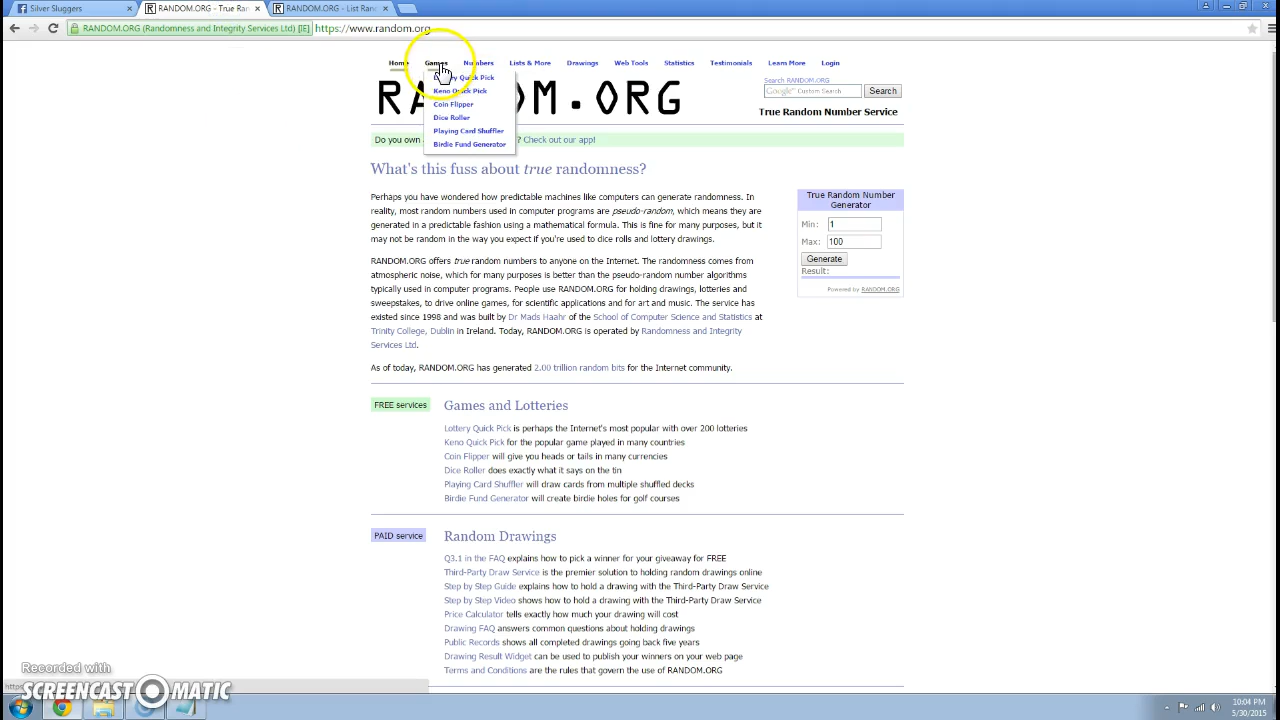 Silver Sluggers
RANDOM.ORG - True Ran
RANDOM.ORG - List Ran
RANDOM.ORG (Randomness and Integrity Services Ltd) [IE]
https://www.random.org
Home Games Numbers Lists & More Drawings Web Tools Statistics Testimonials Learn More Login
Quick Pick
Keno Quick Pick
Coin Flipper
Dice Roller
Playing Card Shuffler
Birdie Fund Generator
Search RANDOM.ORG
Google™ Custom Search
Search
RANDOM.ORG
True Random Number Service
Do you own ? Check out our app!
What's this fuss about true randomness?
Perhaps you have wondered how predictable machines like computers can generate randomness. In
reality, most random numbers used in computer programs are pseudo-random, which means they are
generated in a predictable fashion using a mathematical formula. This is fine for many purposes, but it
may not be random in the way you expect if you're used to dice rolls and lottery drawings.
RANDOM.ORG offers true random numbers to anyone on the Internet. The randomness comes from
atmospheric noise, which for many purposes is better than the pseudo-random number algorithms
typically used in computer programs. People use RANDOM.ORG for holding drawings, lotteries and
sweepstakes, to drive online games, for scientific applications and for art and music. The service has
existed since 1998 and was built by Dr Mads Haahr of the School of Computer Science and Statistics at
Trinity College, Dublin in Ireland. Today, RANDOM.ORG is operated by Randomness and Integrity
Services Ltd.
As of today, RANDOM.ORG has generated 2.00 trillion random bits for the Internet community.
True Random Number
Generator
Min: 1
Max: 100
Generate
Result:
Powered by RANDOM.ORG
FREE services
Games and Lotteries
Lottery Quick Pick is perhaps the Internet's most popular with over 200 lotteries
Keno Quick Pick for the popular game played in many countries
Coin Flipper will give you heads or tails in many currencies
Dice Roller does exactly what it says on the tin
Playing Card Shuffler will draw cards from multiple shuffled decks
Birdie Fund Generator will create birdie holes for golf courses
PAID service
Random Drawings
Q3.1 in the FAQ explains how to pick a winner for your giveaway for FREE
Third-Party Draw Service is the premier solution to holding random drawings online
Step by Step Guide explains how to hold a drawing with the Third-Party Draw Service
Step by Step Video shows how to hold a drawing with the Third-Party Draw Service
Price Calculator tells exactly how much your drawing will cost
Drawing FAQ answers common questions about holding drawings
Public Records shows all completed drawings going back five years
Drawing Result Widget can be used to publish your winners on your web page
Terms and Conditions are the rules that govern the use of RANDOM.ORG
Recorded with
SCREENCAST MATIC
10:04 PM
5/30/2015